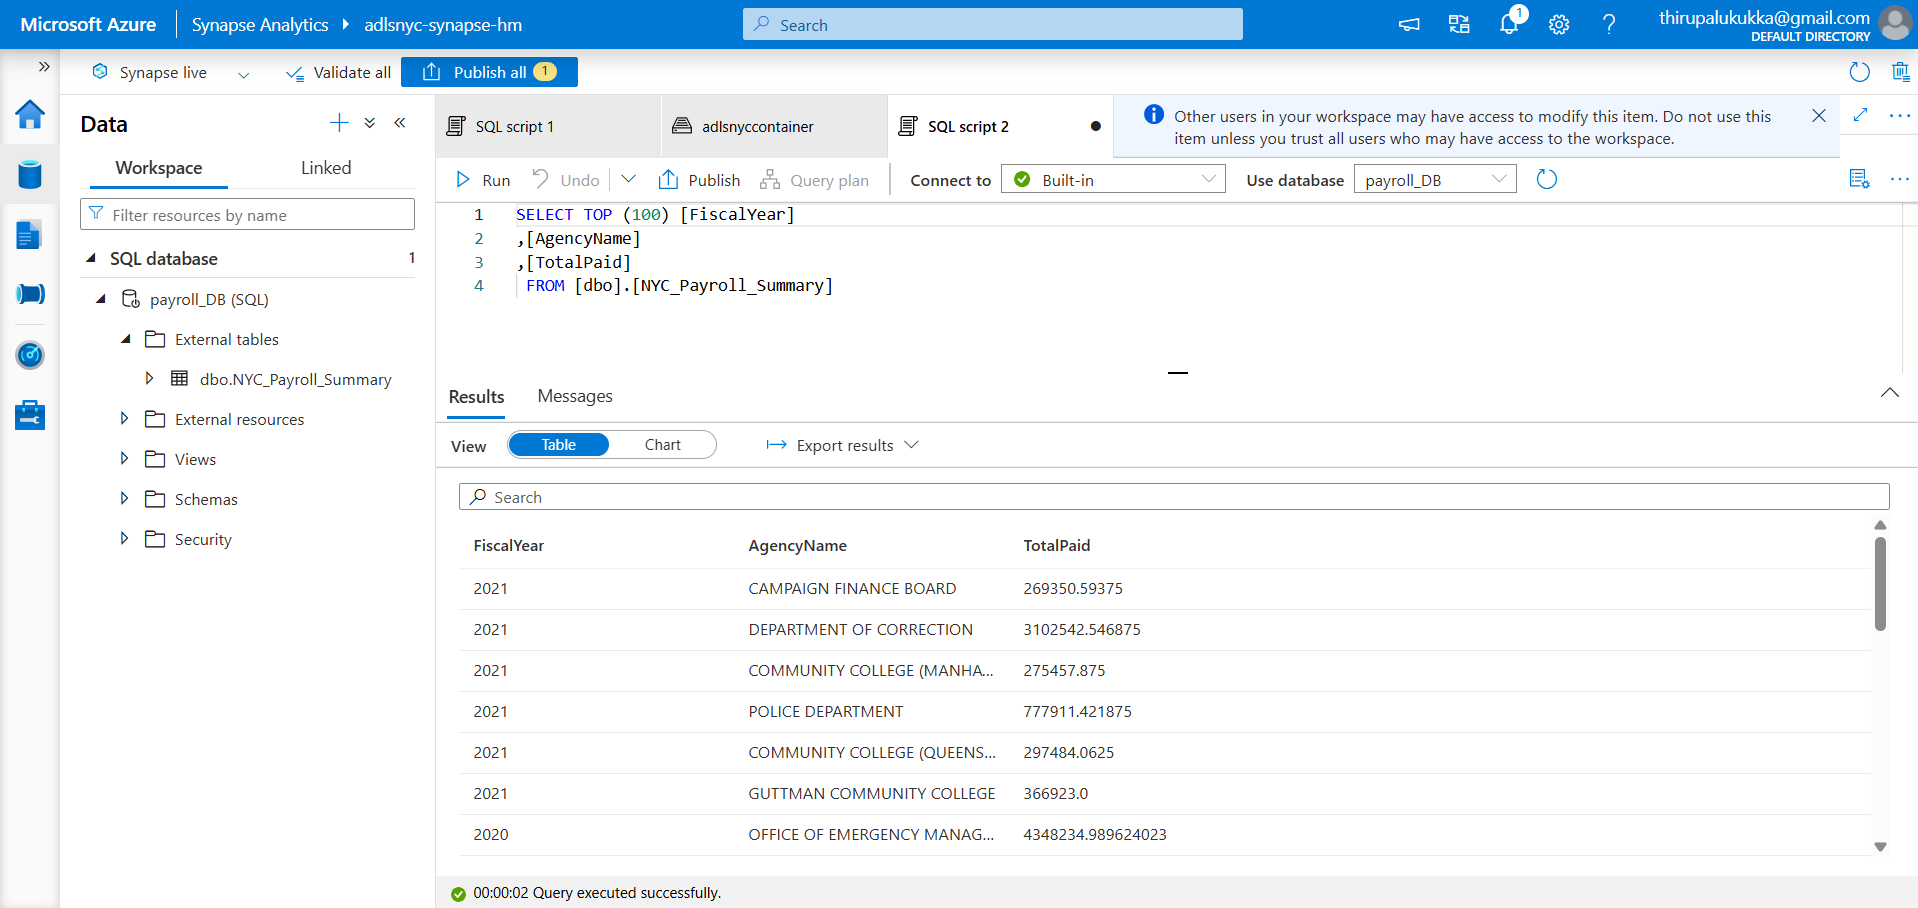 Microsoft Azure
Synapse Analytics
adlsnyc-synapse-hm
Search
1
thirupalukukka@gmail.com
DEFAULT DIRECTORY
Synapse live
Validate all
Publish all
1
Data
Workspace
Linked
Filter resources by name
SQL database
1
payroll_DB (SQL)
External tables
dbo.NYC_Payroll_Summary
External resources
Views
Schemas
Security
SQL script 1
adlsnyccontainer
SQL script 2
Other users in your workspace may have access to modify this item. Do not use this
item unless you trust all users who may have access to the workspace.
Run
Undo
Publish
Query plan
Connect to
Built-in
Use database
payroll_DB
1 SELECT TOP (100) [FiscalYear]
2 ,[AgencyName]
3 ,[TotalPaid]
4 FROM [dbo].[NYC_Payroll_Summary]
Results
Messages
View
Table
Chart
Export results
Search
FiscalYear AgencyName TotalPaid
2021 CAMPAIGN FINANCE BOARD 269350.59375
2021 DEPARTMENT OF CORRECTION 3102542.546875
2021 COMMUNITY COLLEGE (MANHA... 275457.875
2021 POLICE DEPARTMENT 777911.421875
2021 COMMUNITY COLLEGE (QUEENS... 297484.0625
2021 GUTTMAN COMMUNITY COLLEGE 366923.0
2020 OFFICE OF EMERGENCY MANAG... 4348234.989624023
00:00:02 Query executed successfully.